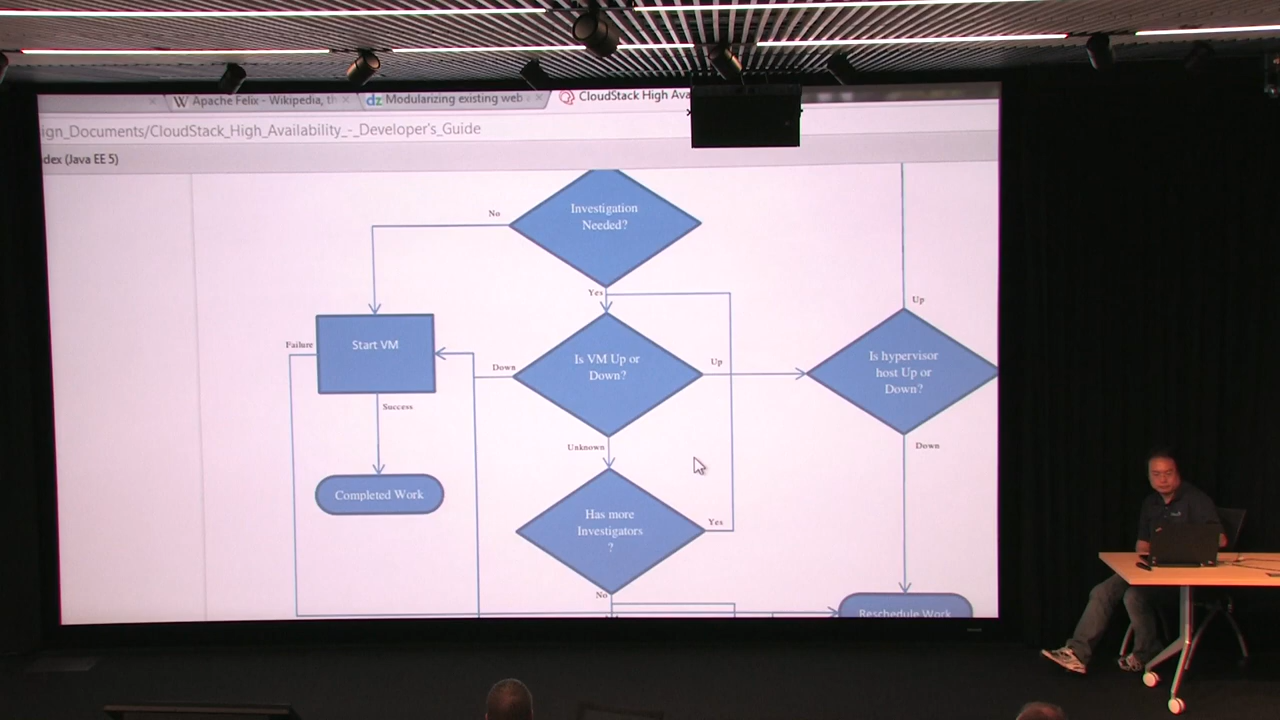 Apache Felix - Wikipedia, th
dz Modularizing existing web
CloudStack High Ava
ign_Documents/CloudStack_High_Availability_-_Developer's_Guide
dex (Java EE 5)
Investigation
Needed?
No
Yes
Up
Failure
Start VM
Is VM Up or
Down?
Down
Up
Is hypervisor
host Up or
Down?
Success
Unknown
Down
Completed Work
Has more
Investigators
?
Yes
No
Reschedule Work